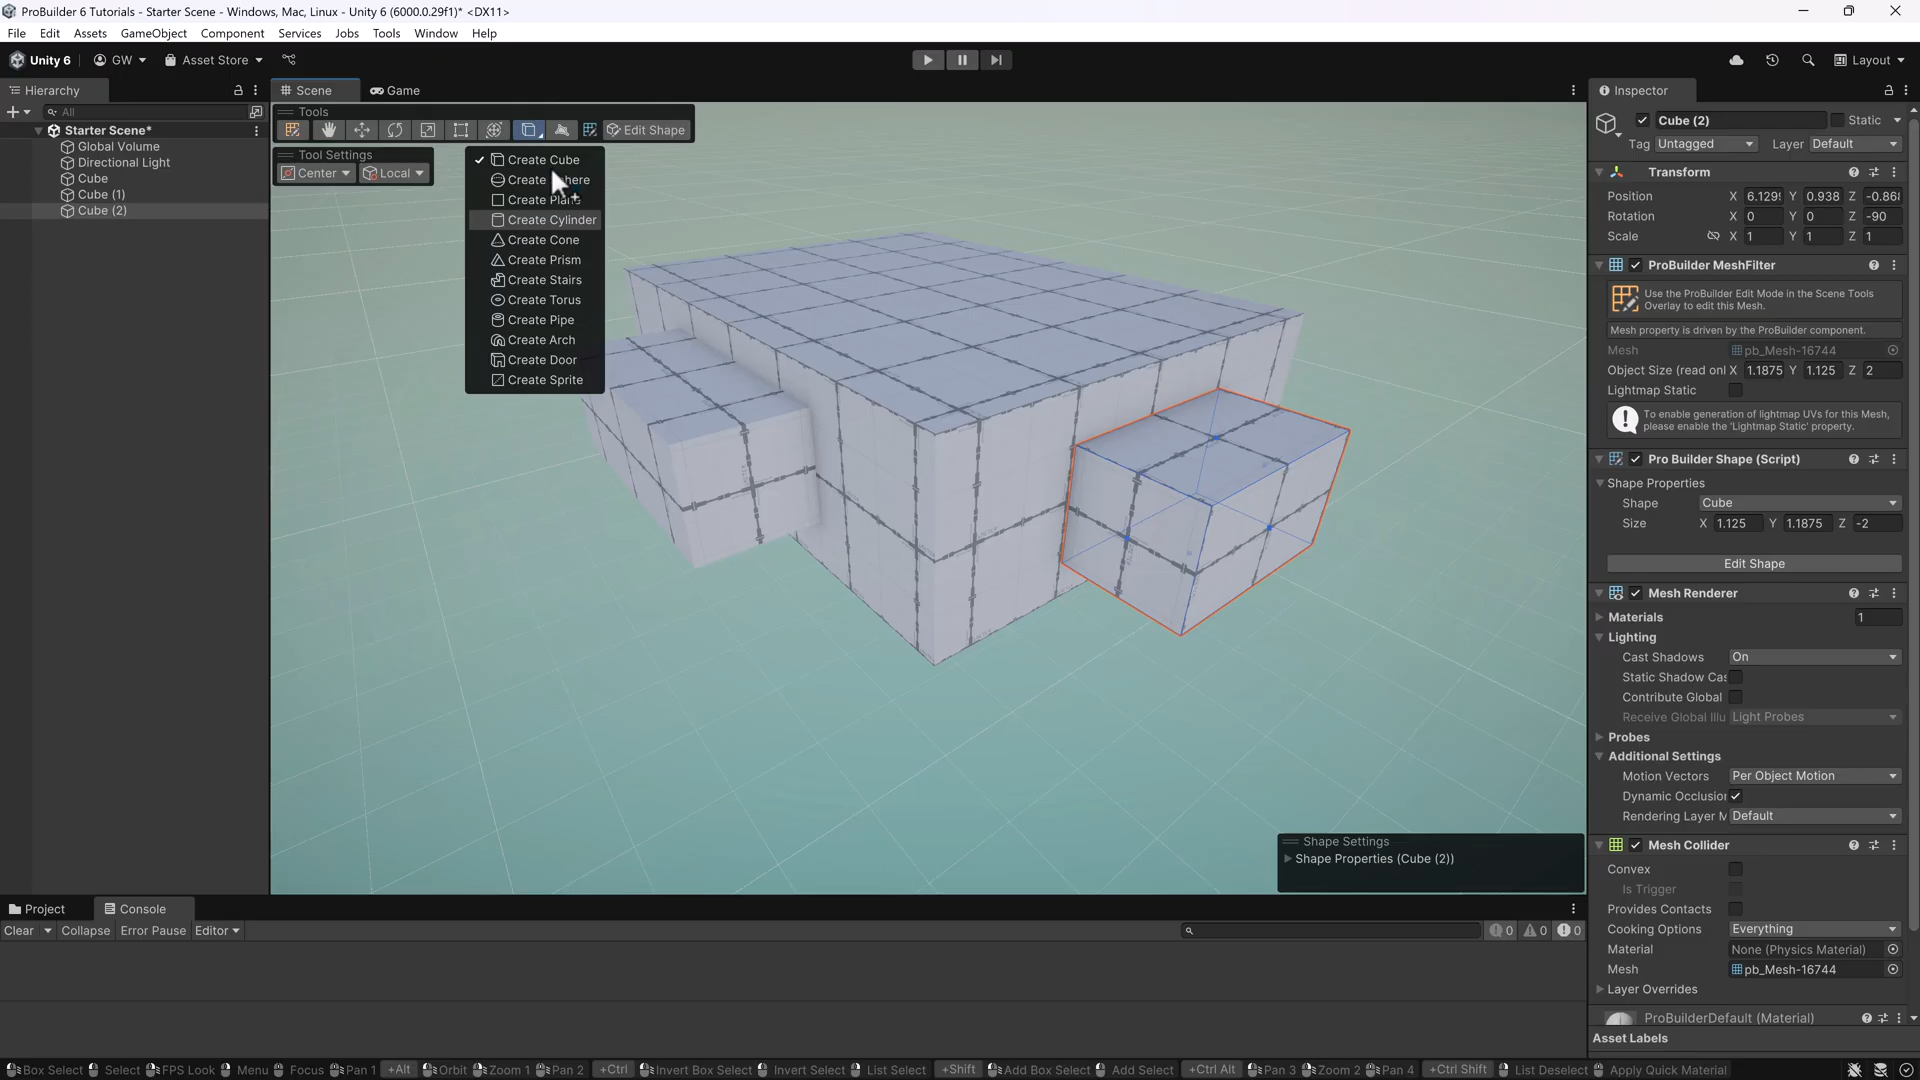 ProBuilder 6 Tutorials - Starter Scene - Windows, Mac, Linux - Unity 6 (6000.0.29f1)* <DX11>
File Edit Assets GameObject Component Services Jobs Tools Window Help
Unity 6 GW Asset Store Layout
Hierarchy
All
Starter Scene*
Global Volume
Directional Light
Cube
Cube (1)
Cube (2)
Scene Game
Tools
Edit Shape
Tool Settings
Center Local
Create Cube
Create
Create
Create Cylinder
Create Cone
Create Prism
Create Stairs
Create Torus
Create Pipe
Create Arch
Create Door
Create Sprite
Shape Settings
Shape Properties (Cube (2))
Inspector
Cube (2) Static
Tag Untagged Layer Default
Transform
Position X 6.129 Y 0.938 Z -0.86
Rotation X 0 Y 0 Z -90
Scale X 1 Y 1 Z 1
ProBuilder MeshFilter
Use the ProBuilder Edit Mode in the Scene Tools
Overlay to edit this Mesh.
Mesh property is driven by the ProBuilder component.
Mesh pb_Mesh-16744
Object Size (read onl X 1.1875 Y 1.125 Z 2
Lightmap Static
To enable generation of lightmap UVs for this Mesh,
please enable the 'Lightmap Static' property.
Pro Builder Shape (Script)
Shape Properties
Shape Cube
Size X 1.125 Y 1.1875 Z -2
Edit Shape
Mesh Renderer
Materials 1
Lighting
Cast Shadows On
Static Shadow Cas
Contribute Global
Receive Global Illu Light Probes
Probes
Additional Settings
Motion Vectors Per Object Motion
Dynamic Occlusion
Rendering Layer M Default
Mesh Collider
Convex
Is Trigger
Provides Contacts
Cooking Options Everything
Material None (Physics Material)
Mesh pb_Mesh-16744
Layer Overrides
ProBuilderDefault (Material)
Asset Labels
Project Console
Clear Collapse Error Pause Editor 0 0 0
Box Select Select FPS Look Menu Focus Pan 1 +Alt Orbit Zoom 1 Pan 2 +Ctrl Invert Box Select Invert Select List Select +Shift Add Box Select Add Select +Ctrl Alt Pan 3 Zoom 2 Pan 4 +Ctrl Shift List Deselect Apply Quick Material